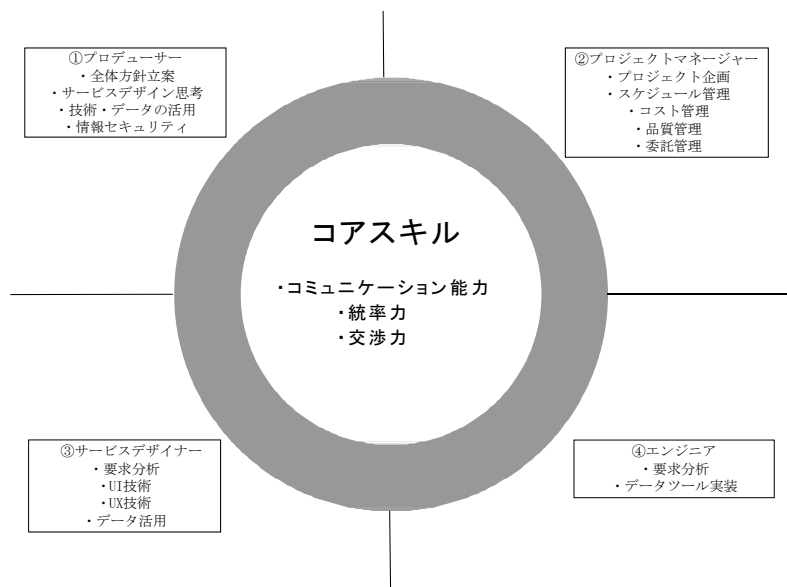 ①プロデューサー
・全体方針立案
・サービスデザイン思考
・技術・データの活用
・情報セキュリティ
②プロジェクトマネージャー
・プロジェクト企画
・スケジュール管理
・コスト管理
・品質管理
・委託管理
コアスキル
・コミュニケーション能力
・統率力
・交渉力
③サービスデザイナー
・要求分析
・UI技術
・UX技術
・データ活用
④エンジニア
・要求分析
・データツール実装